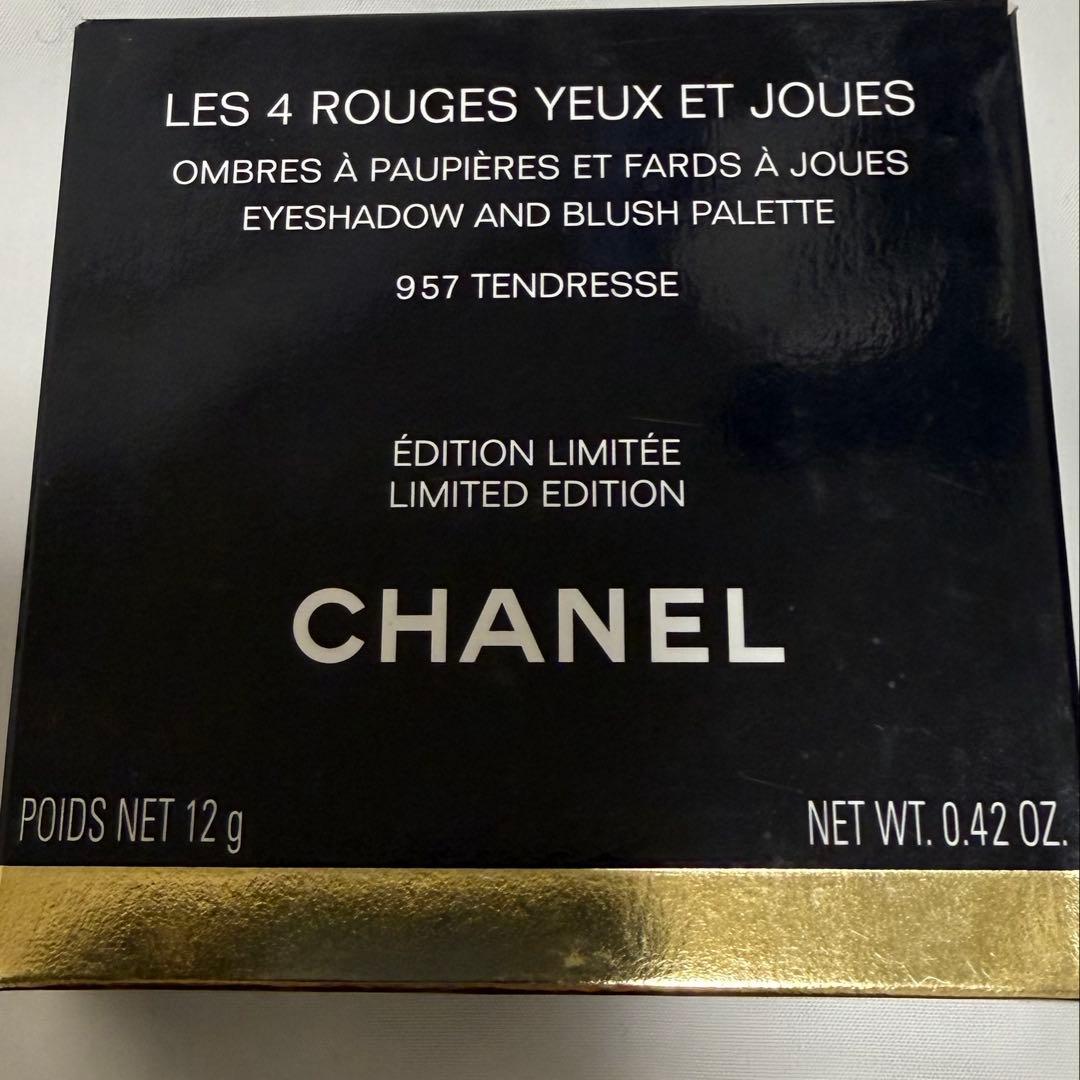 LES 4 ROUGES YEUX ET JOUES
OMBRES À PAUPIÈRES ET FARDS À JOUES
EYESHADOW AND BLUSH PALETTE
957 TENDRESSE
ÉDITION LIMITÉE
LIMITED EDITION
CHANEL
POIDS NET 12 g
NET WT. 0.42 OZ.